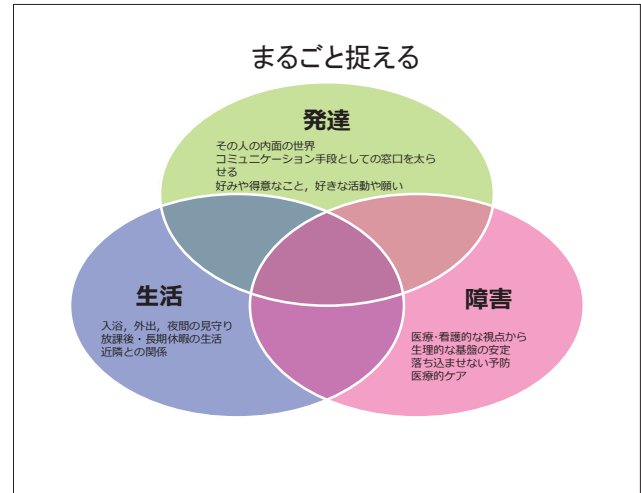 まるごと捉える
発達
その人の内面の世界
コミュニケーション手段としての窓口を太ら
せる
好みや得意なこと，好きな活動や願い
生活
入浴，外出，夜間の見守り
放課後・長期休暇の生活
近隣との関係
障害
医療・看護的な視点から
生理的な基盤の安定
落ち込ませない予防
医療的ケア